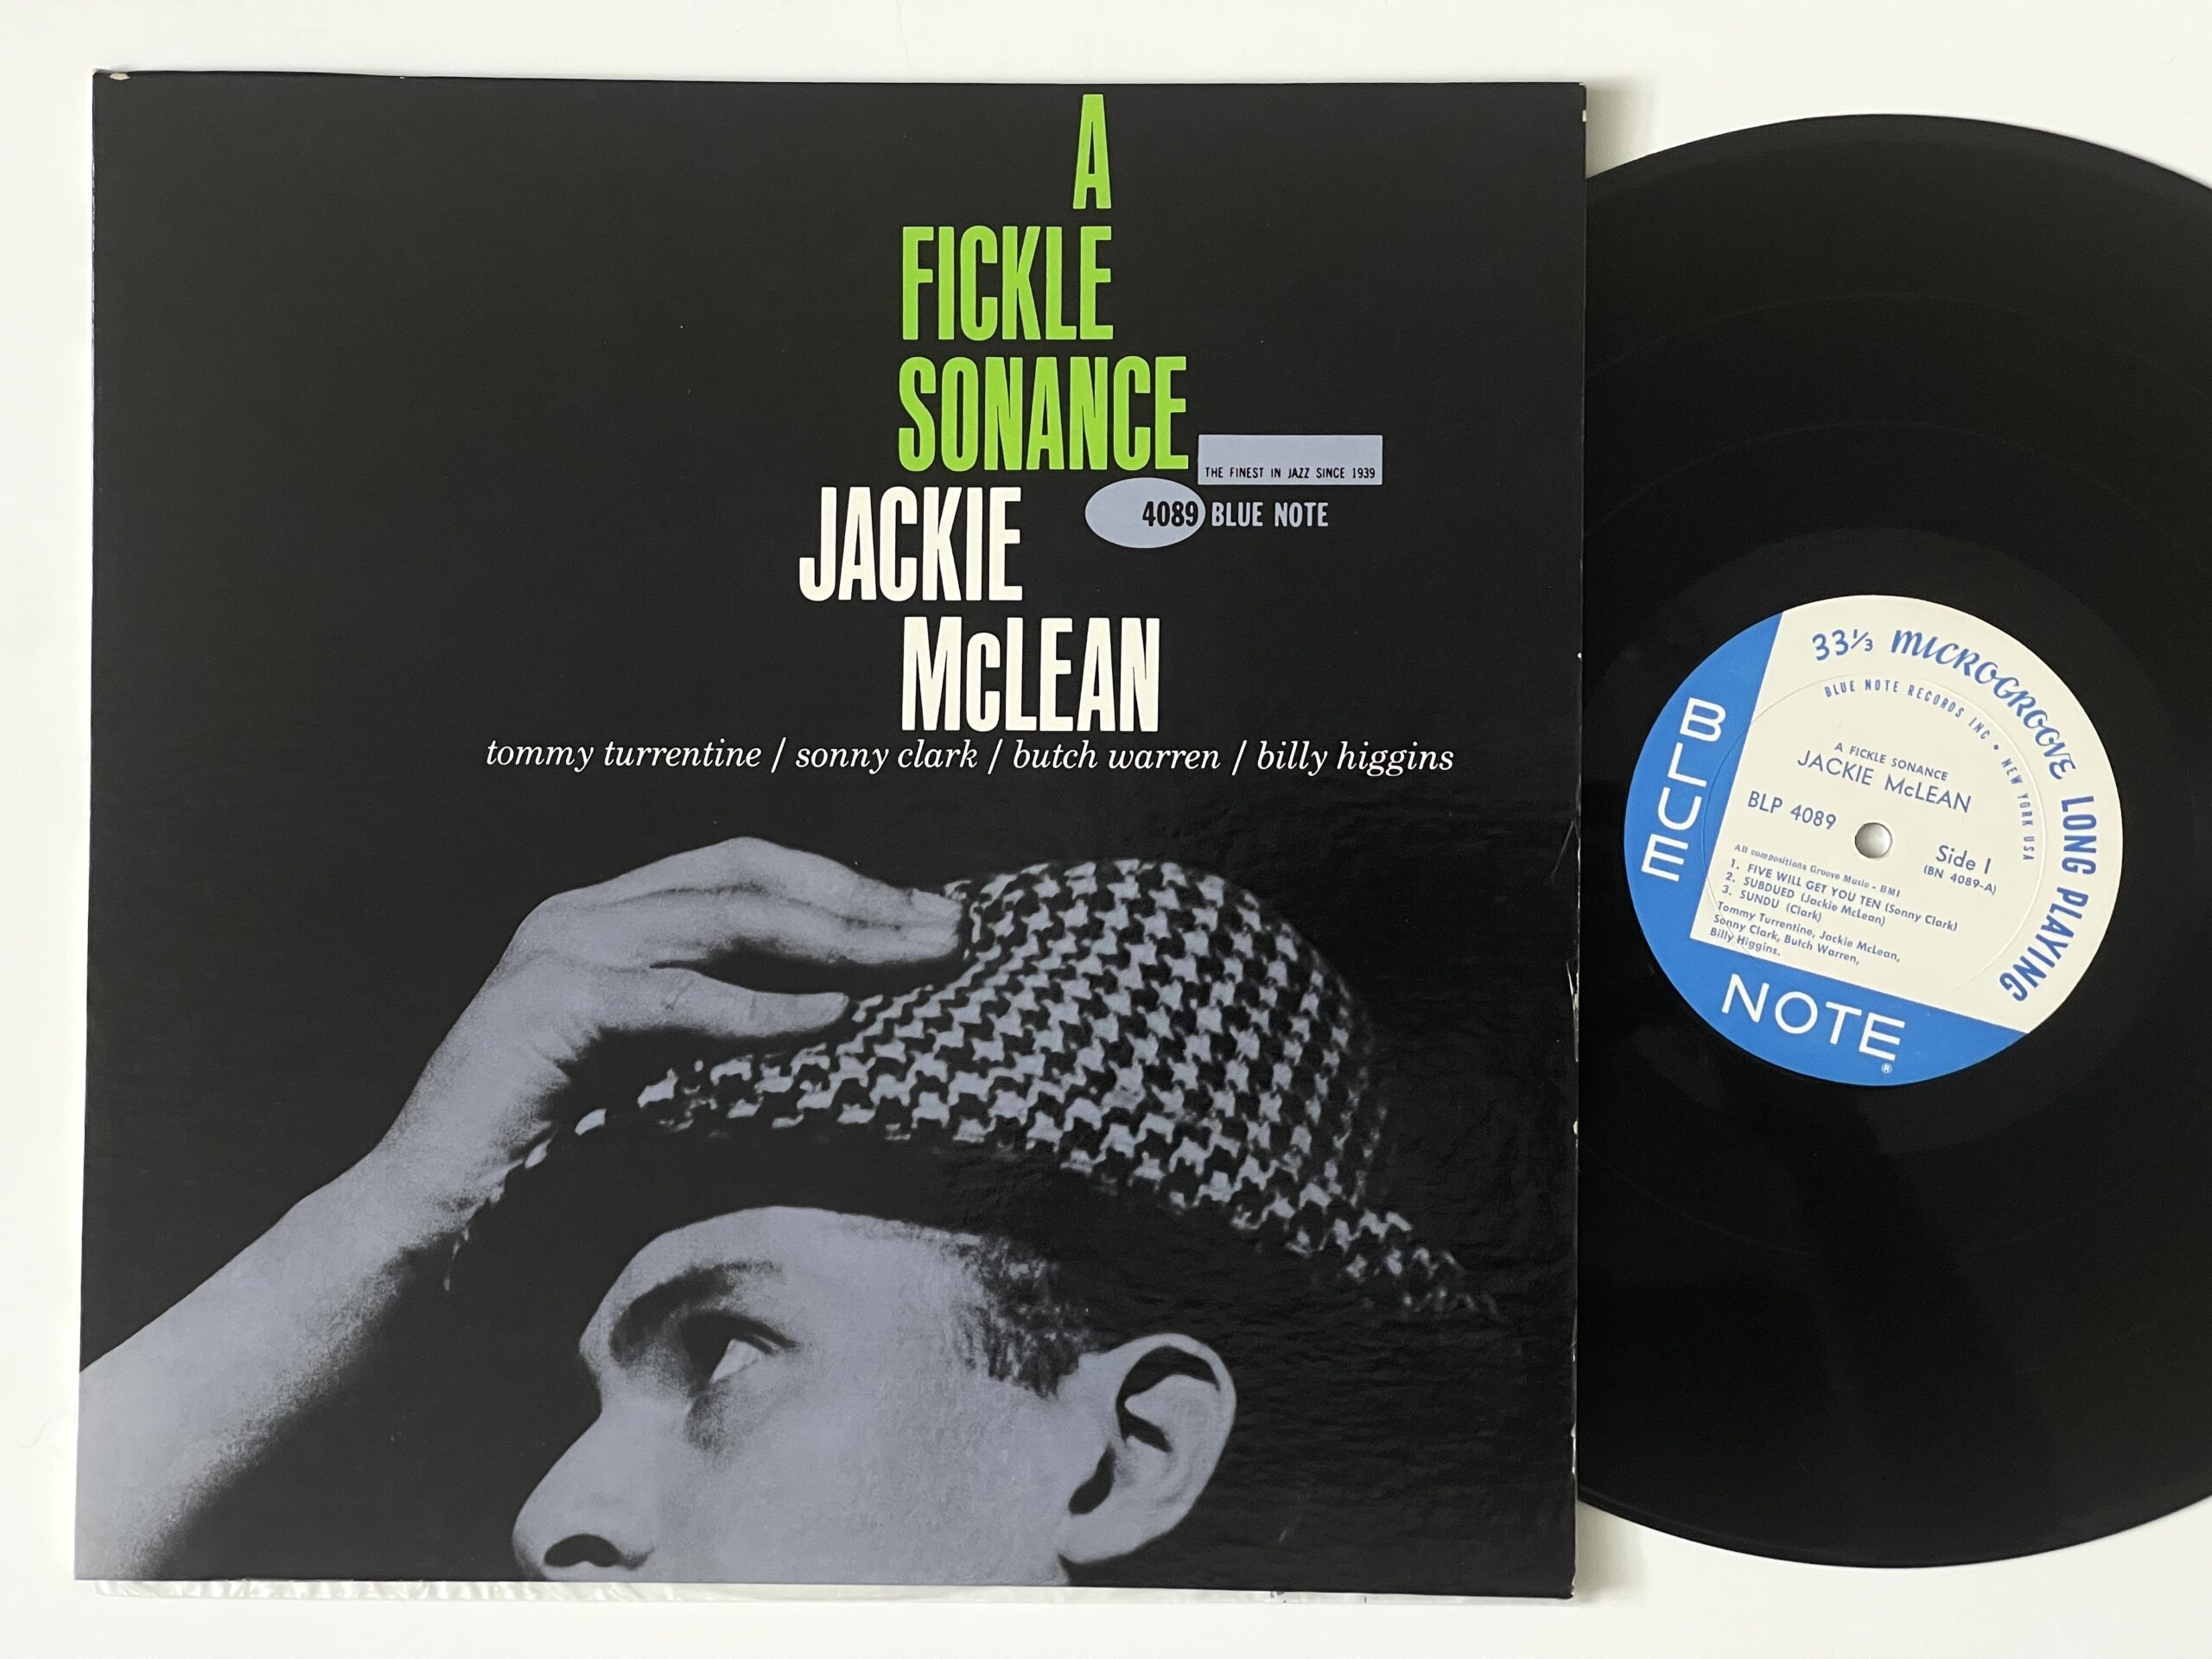 A
FICKLE
SONANCE
THE FINEST IN JAZZ SINCE 1939
4089 BLUE NOTE
JACKIE
McLEAN
tommy turrentine / sonny clark / butch warren / billy higgins
33⅓ MICROGROOVE LONG PLAYING
BLUE NOTE RECORDS INC • NEW YORK USA
A FICKLE SONANCE
JACKIE McLEAN
BLP 4089
Side 1
(BN 4089-A)
All compositions Groove Music - BMI
1. FIVE WILL GET YOU TEN (Sonny Clark)
2. SUBDUED (Jackie McLean)
3. SUNDU (Clark)
Tommy Turrentine, Jackie McLean,
Sonny Clark, Butch Warren,
Billy Higgins.
BLUE
NOTE
®